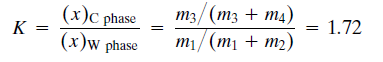 K = (x)C phase / (x)W phase = m3/(m3 + m4) / m1/(m1 + m2) = 1.72